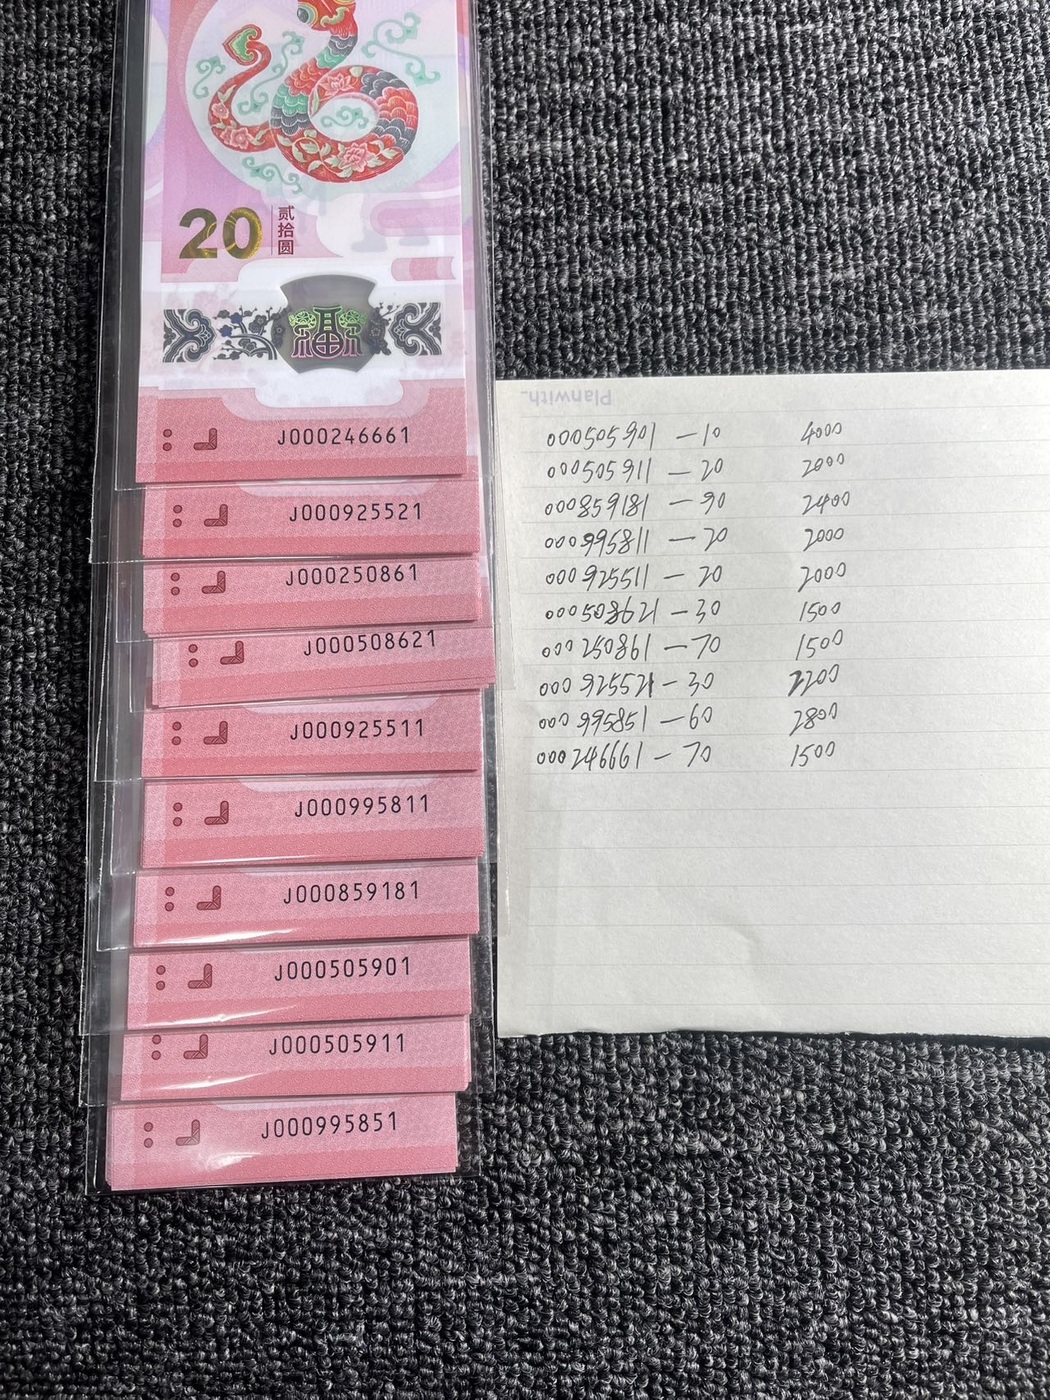 20 贰拾圆
J000246661
J000925521
J000250861
J000508621
J000925511
J000995811
J000859181
J000505901
J000505911
J000995851
Planwith
000505901 — 10 4000
000505911 — 20 2000
000859181 — 90 2400
000995811 — 20 2000
000925511 — 20 2000
000508621 — 30 1500
000250861 — 70 1500
000925521 — 30 2200
000995851 — 60 2800
000246661 — 70 1500